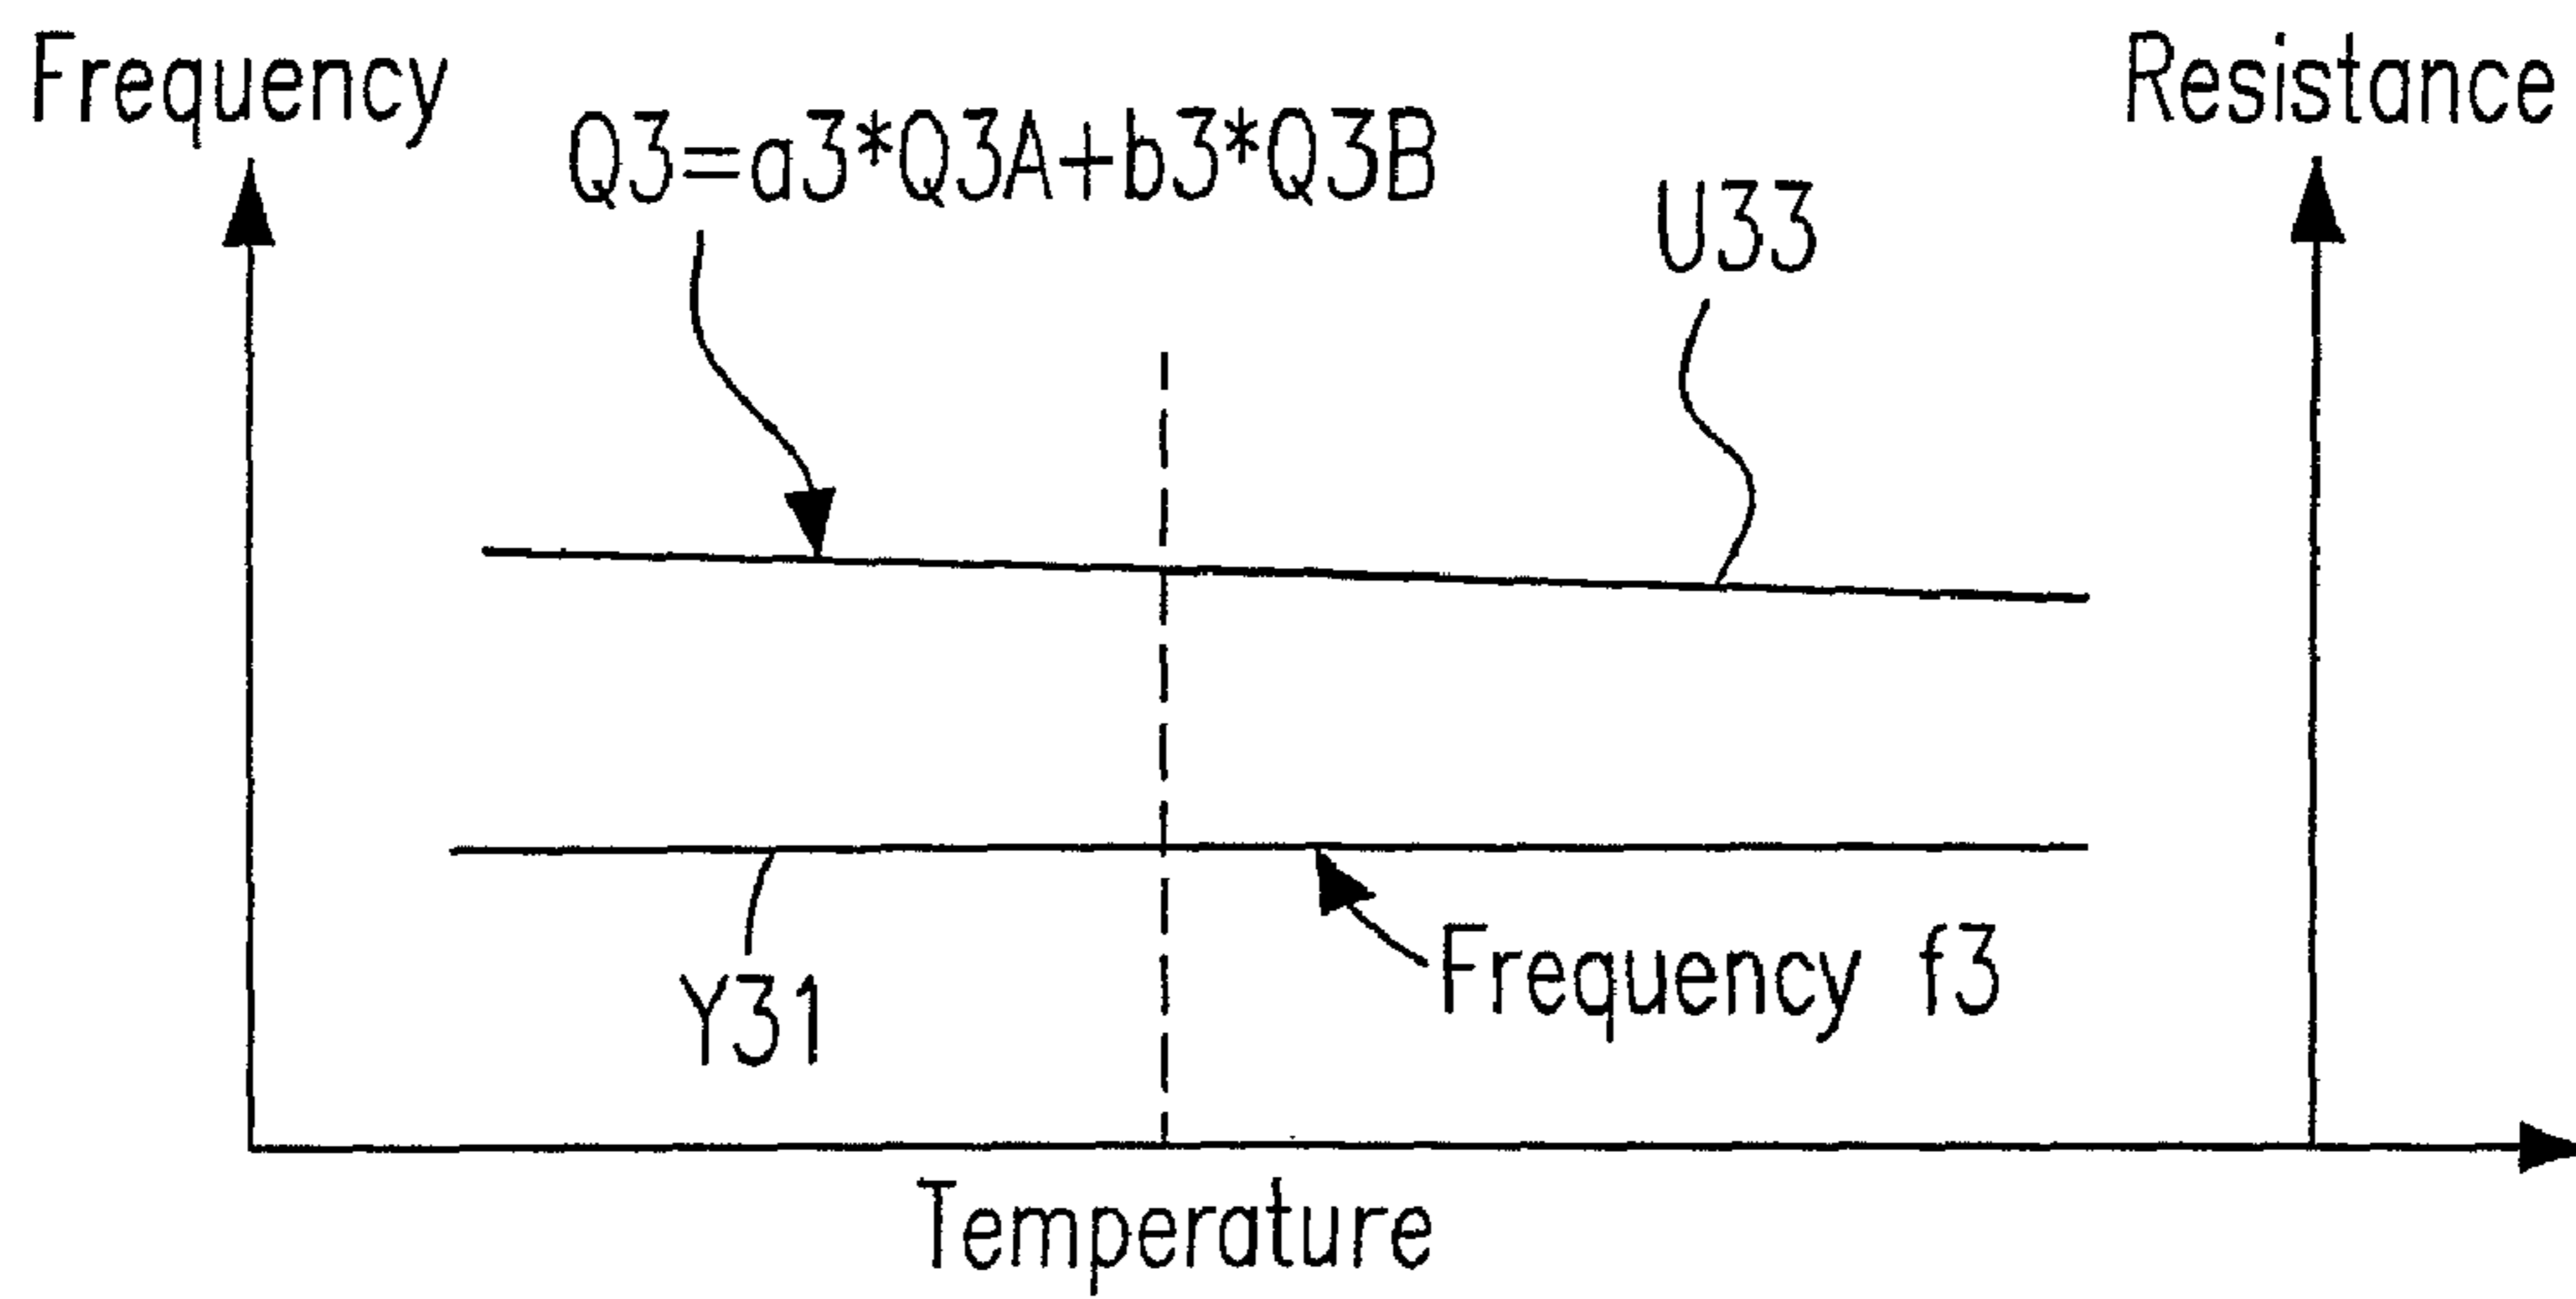 Frequency
Resistance
Q3=a3*Q3A+b3*Q3B
U33
Y31
Frequency f3
Temperature